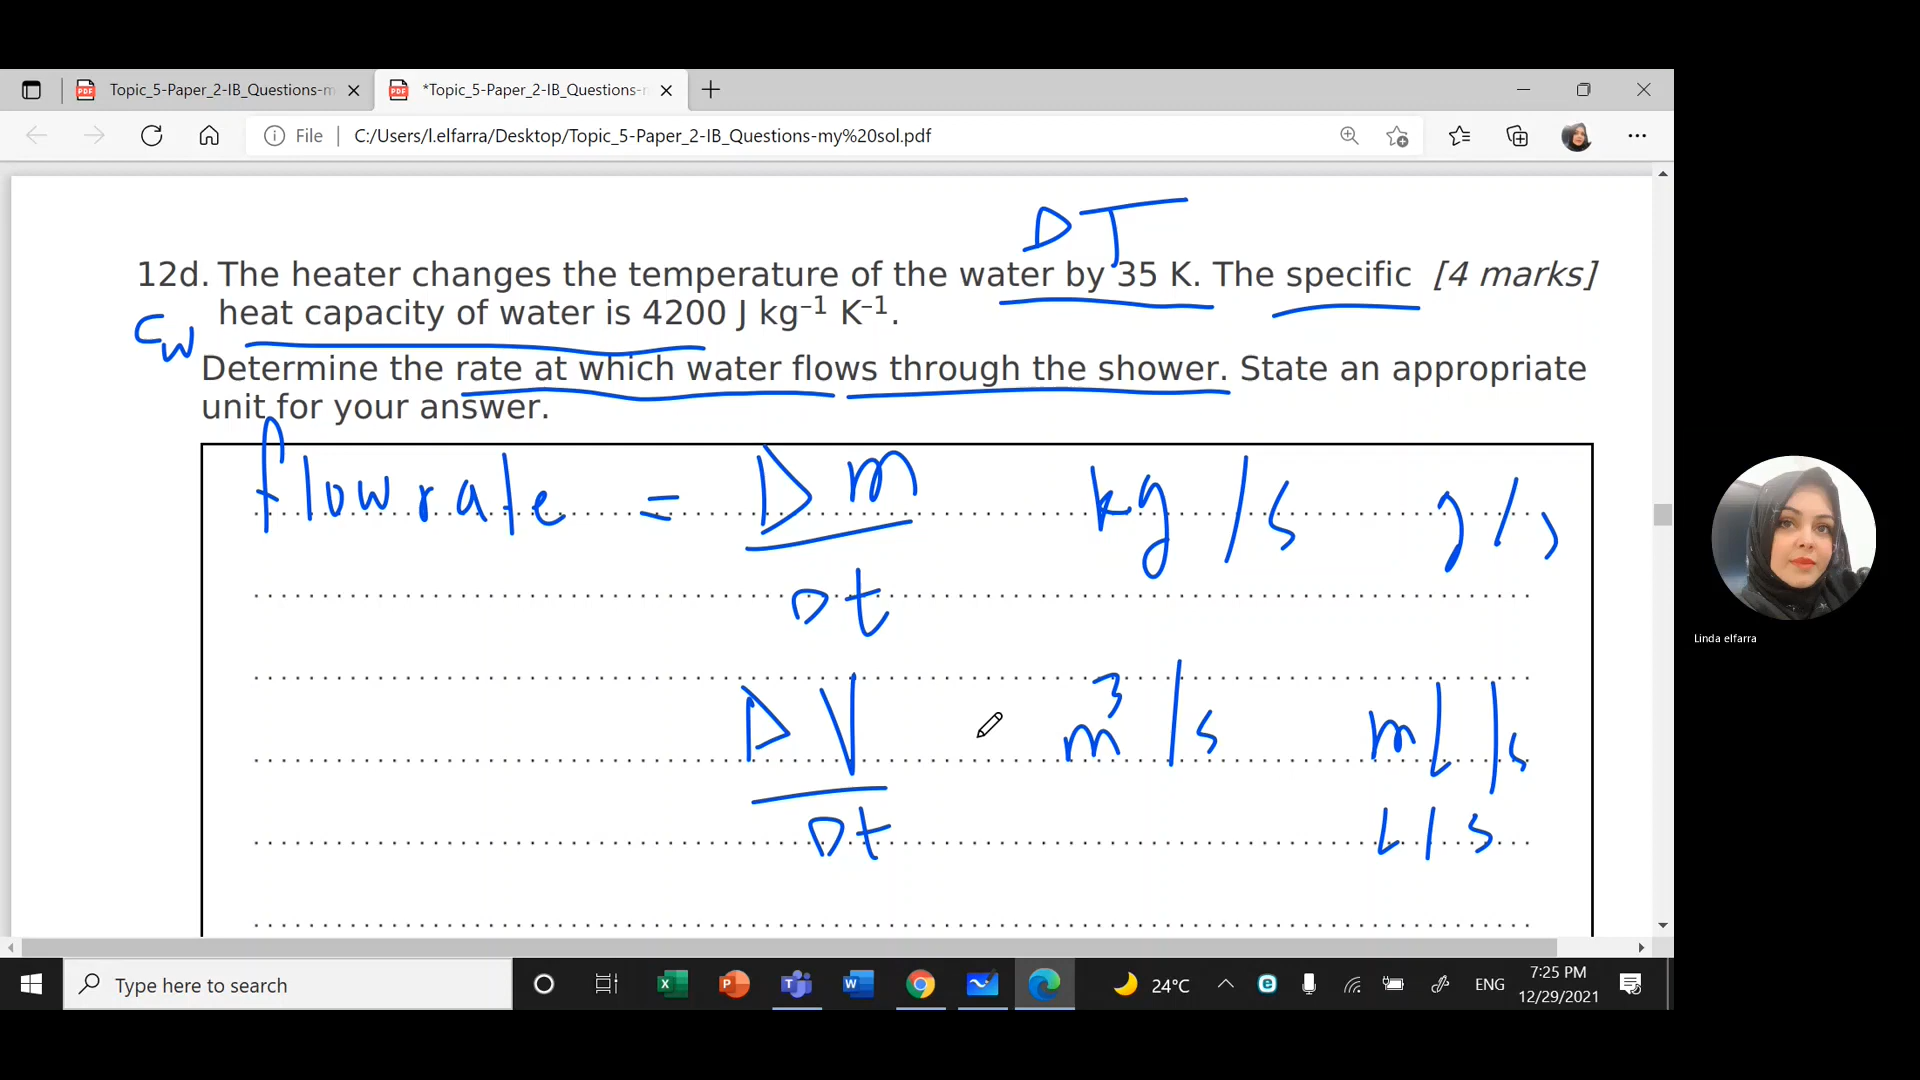 Topic_5-Paper_2-IB_Questions-m
*Topic_5-Paper_2-IB_Questions-
File
C:/Users/l.elfarra/Desktop/Topic_5-Paper_2-IB_Questions-my%20sol.pdf
ΔT
12d. The heater changes the temperature of the water by 35 K. The specific [4 marks]
heat capacity of water is 4200 J kg⁻¹ K⁻¹.
Cw
Determine the rate at which water flows through the shower. State an appropriate
unit for your answer.
flow rate = Δm kg/s g/s
Δt
ΔV m³/s mL/s
Δt L/s
Linda elfarra
Type here to search
24°C
ENG
7:25 PM
12/29/2021